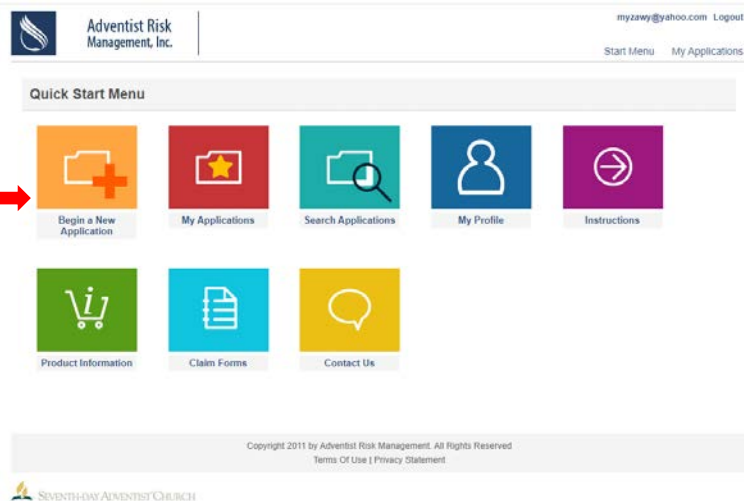 Adventist Risk
Management, Inc.
myzawy@yahoo.com Logout
Start Menu My Applications
Quick Start Menu
Begin a New
Application
My Applications
Search Applications
My Profile
Instructions
i
Product Information
Claim Forms
Contact Us
Copyright 2011 by Adventist Risk Management. All Rights Reserved
Terms Of Use | Privacy Statement
SEVENTH-DAY ADVENTIST CHURCH